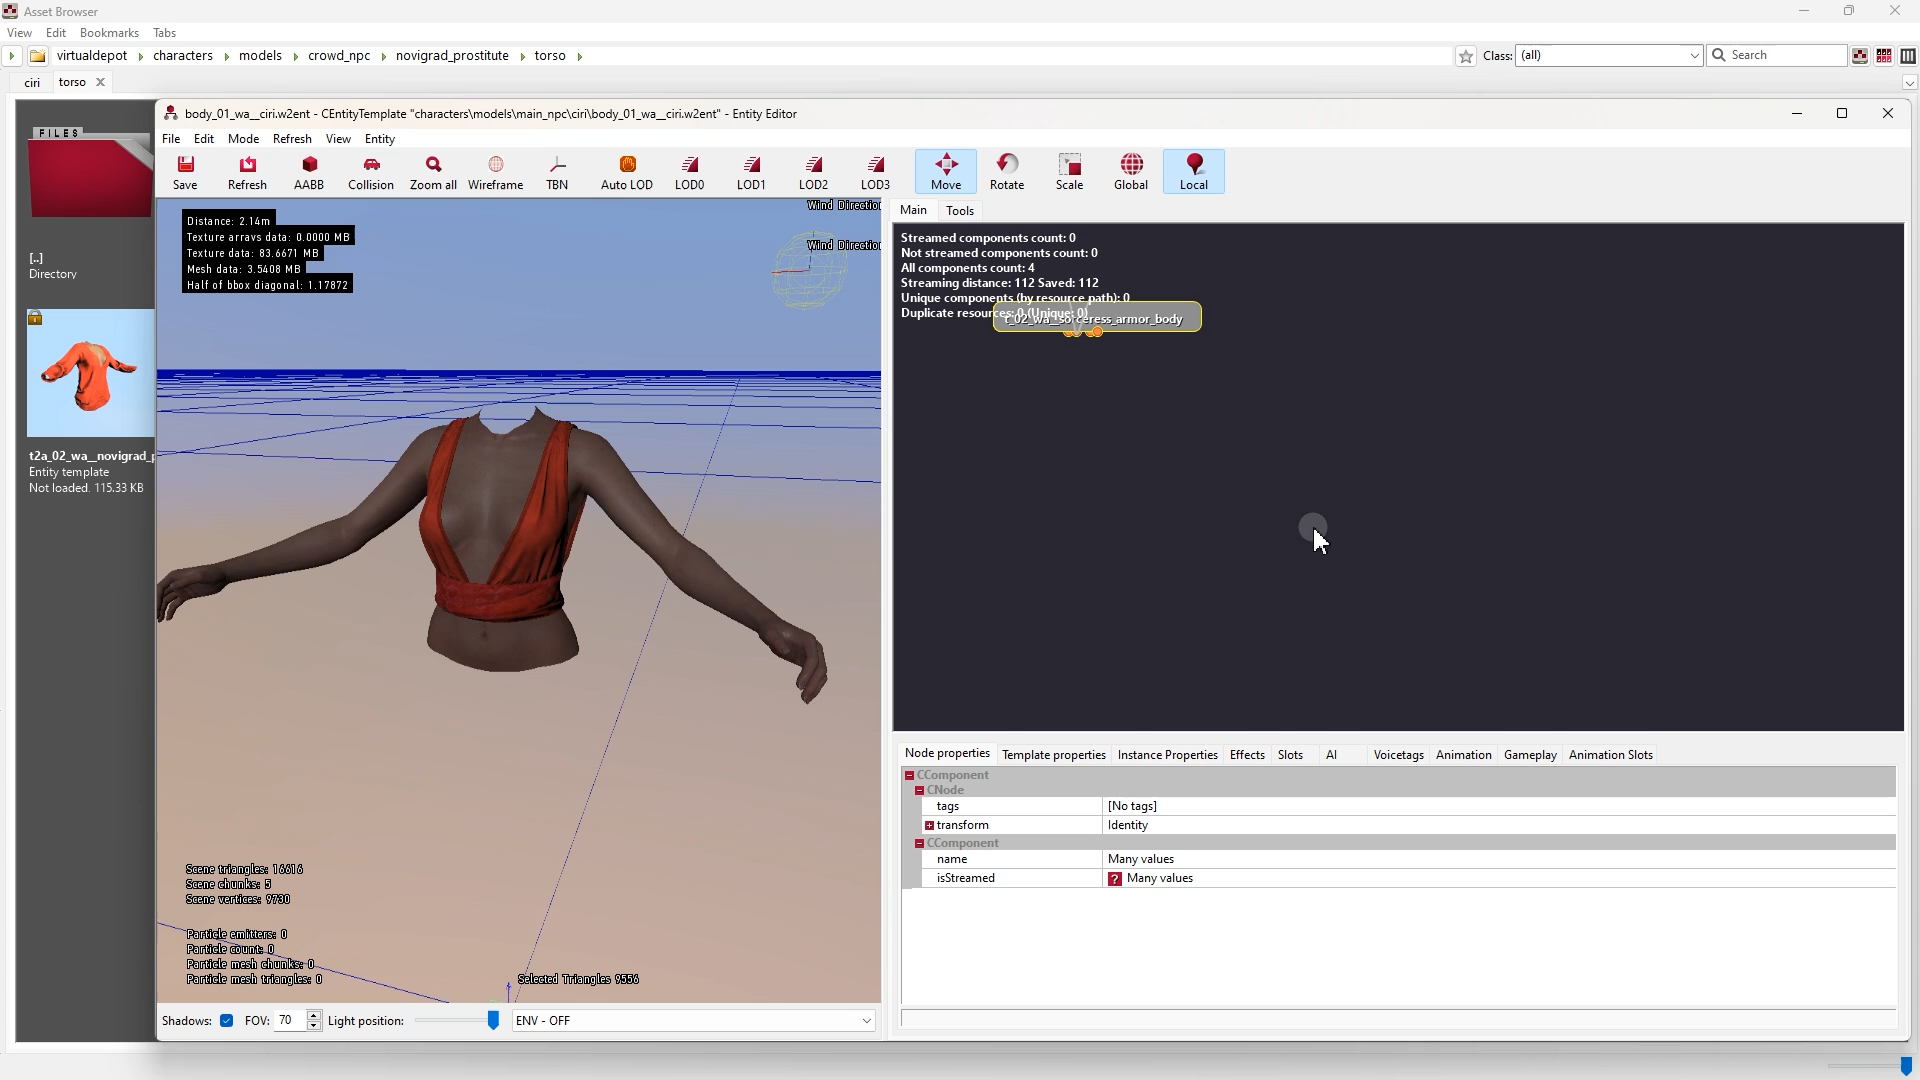 Asset Browser
View Edit Bookmarks Tabs
virtualdepot characters models crowd_npc novigrad_prostitute torso
Class: (all) Search
ciri torso
FILES
[..]
Directory
t2a_02_wa__novigrad_p
Entity template
Not loaded. 115.33 KB
body_01_wa__ciri.w2ent - CEntityTemplate "characters\models\main_npc\ciri\body_01_wa__ciri.w2ent" - Entity Editor
File Edit Mode Refresh View Entity
Save Refresh AABB Collision Zoom all Wireframe TBN Auto LOD LOD0 LOD1 LOD2 LOD3 Move Rotate Scale Global Local
Distance: 2.14m
Texture arrays data: 0.0000 MB
Texture data: 83.6671 MB
Mesh data: 3.5408 MB
Half of bbox diagonal: 1.17872
Wind Directio
Wind Directio
Scene triangles: 16616
Scene chunks: 5
Scene vertices: 9730
Particle emitters: 0
Particle count: 0
Particle mesh chunks: 0
Particle mesh triangles: 0
Selected Triangles 9556
Shadows: FOV: 70 Light position: ENV - OFF
Main Tools
Streamed components count: 0
Not streamed components count: 0
All components count: 4
Streaming distance: 112 Saved: 112
Unique components (by resource path): 0
Duplicate resources: 0 (Unique: 0)
t_02_wa__sorceress_armor_body
Node properties Template properties Instance Properties Effects Slots AI Voicetags Animation Gameplay Animation Slots
CComponent
CNode
tags [No tags]
transform Identity
CComponent
name Many values
isStreamed ? Many values